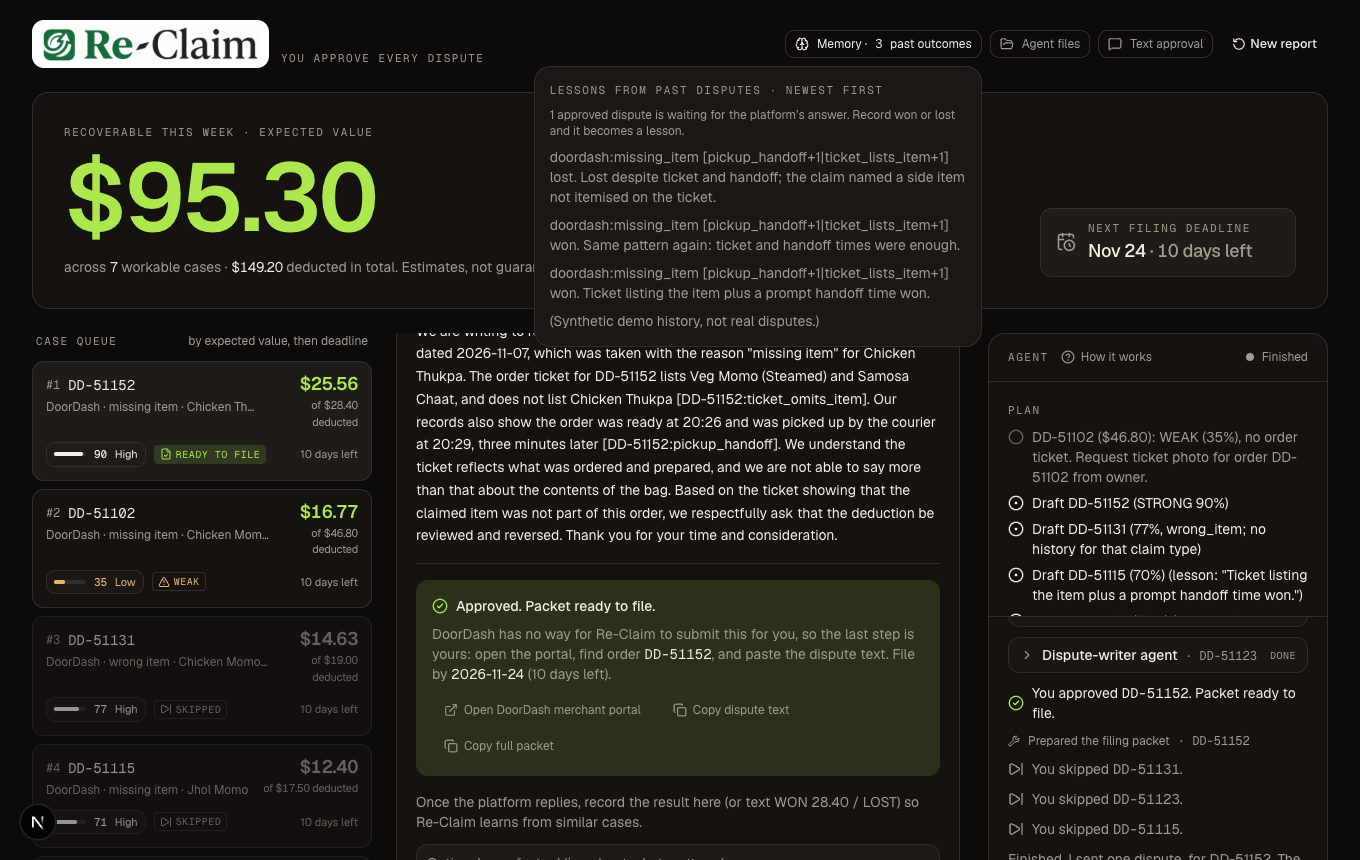 Re-Claim
YOU APPROVE EVERY DISPUTE
Memory · 3 past outcomes
Agent files
Text approval
New report
LESSONS FROM PAST DISPUTES · NEWEST FIRST
1 approved dispute is waiting for the platform's answer. Record won or lost
and it becomes a lesson.
doordash:missing_item [pickup_handoff+1|ticket_lists_item+1]
lost. Lost despite ticket and handoff; the claim named a side item
not itemised on the ticket.
doordash:missing_item [pickup_handoff+1|ticket_lists_item+1]
won. Same pattern again: ticket and handoff times were enough.
doordash:missing_item [pickup_handoff+1|ticket_lists_item+1]
won. Ticket listing the item plus a prompt handoff time won.
(Synthetic demo history, not real disputes.)
RECOVERABLE THIS WEEK · EXPECTED VALUE
$95.30
across 7 workable cases · $149.20 deducted in total. Estimates, not
NEXT FILING DEADLINE
Nov 24 · 10 days left
CASE QUEUE
by expected value, then deadline
#1 DD-51152
$25.56
DoorDash · missing item · Chicken Th…
of $28.40
deducted
90 High
READY TO FILE
10 days left
#2 DD-51102
$16.77
DoorDash · missing item · Chicken Mom…
of $46.80
deducted
35 Low
WEAK
10 days left
#3 DD-51131
$14.63
DoorDash · wrong item · Chicken Momo…
of $19.00
deducted
77 High
SKIPPED
10 days left
#4 DD-51115
$12.40
DoorDash · missing item · Jhol Momo
of $17.50 deducted
N
71 High
SKIPPED
10 days left
We are writing to
dated 2026-11-07, which was taken with the reason "missing item" for Chicken
Thukpa. The order ticket for DD-51152 lists Veg Momo (Steamed) and Samosa
Chaat, and does not list Chicken Thukpa [DD-51152:ticket_omits_item]. Our
records also show the order was ready at 20:26 and was picked up by the courier
at 20:29, three minutes later [DD-51152:pickup_handoff]. We understand the
ticket reflects what was ordered and prepared, and we are not able to say more
than that about the contents of the bag. Based on the ticket showing that the
claimed item was not part of this order, we respectfully ask that the deduction be
reviewed and reversed. Thank you for your time and consideration.
Approved. Packet ready to file.
DoorDash has no way for Re-Claim to submit this for you, so the last step is
yours: open the portal, find order DD-51152, and paste the dispute text. File
by 2026-11-24 (10 days left).
Open DoorDash merchant portal
Copy dispute text
Copy full packet
Once the platform replies, record the result here (or text WON 28.40 / LOST) so
Re-Claim learns from similar cases.
AGENT
How it works
Finished
PLAN
DD-51102 ($46.80): WEAK (35%), no order
ticket. Request ticket photo for order DD-
51102 from owner.
Draft DD-51152 (STRONG 90%)
Draft DD-51131 (77%, wrong_item; no
history for that claim type)
Draft DD-51115 (70%) (lesson: "Ticket listing
the item plus a prompt handoff time won.")
Dispute-writer agent · DD-51123 DONE
You approved DD-51152. Packet ready to
file.
Prepared the filing packet · DD-51152
You skipped DD-51131.
You skipped DD-51123.
You skipped DD-51115.
Finished. I sent one dispute, for DD-51152. The